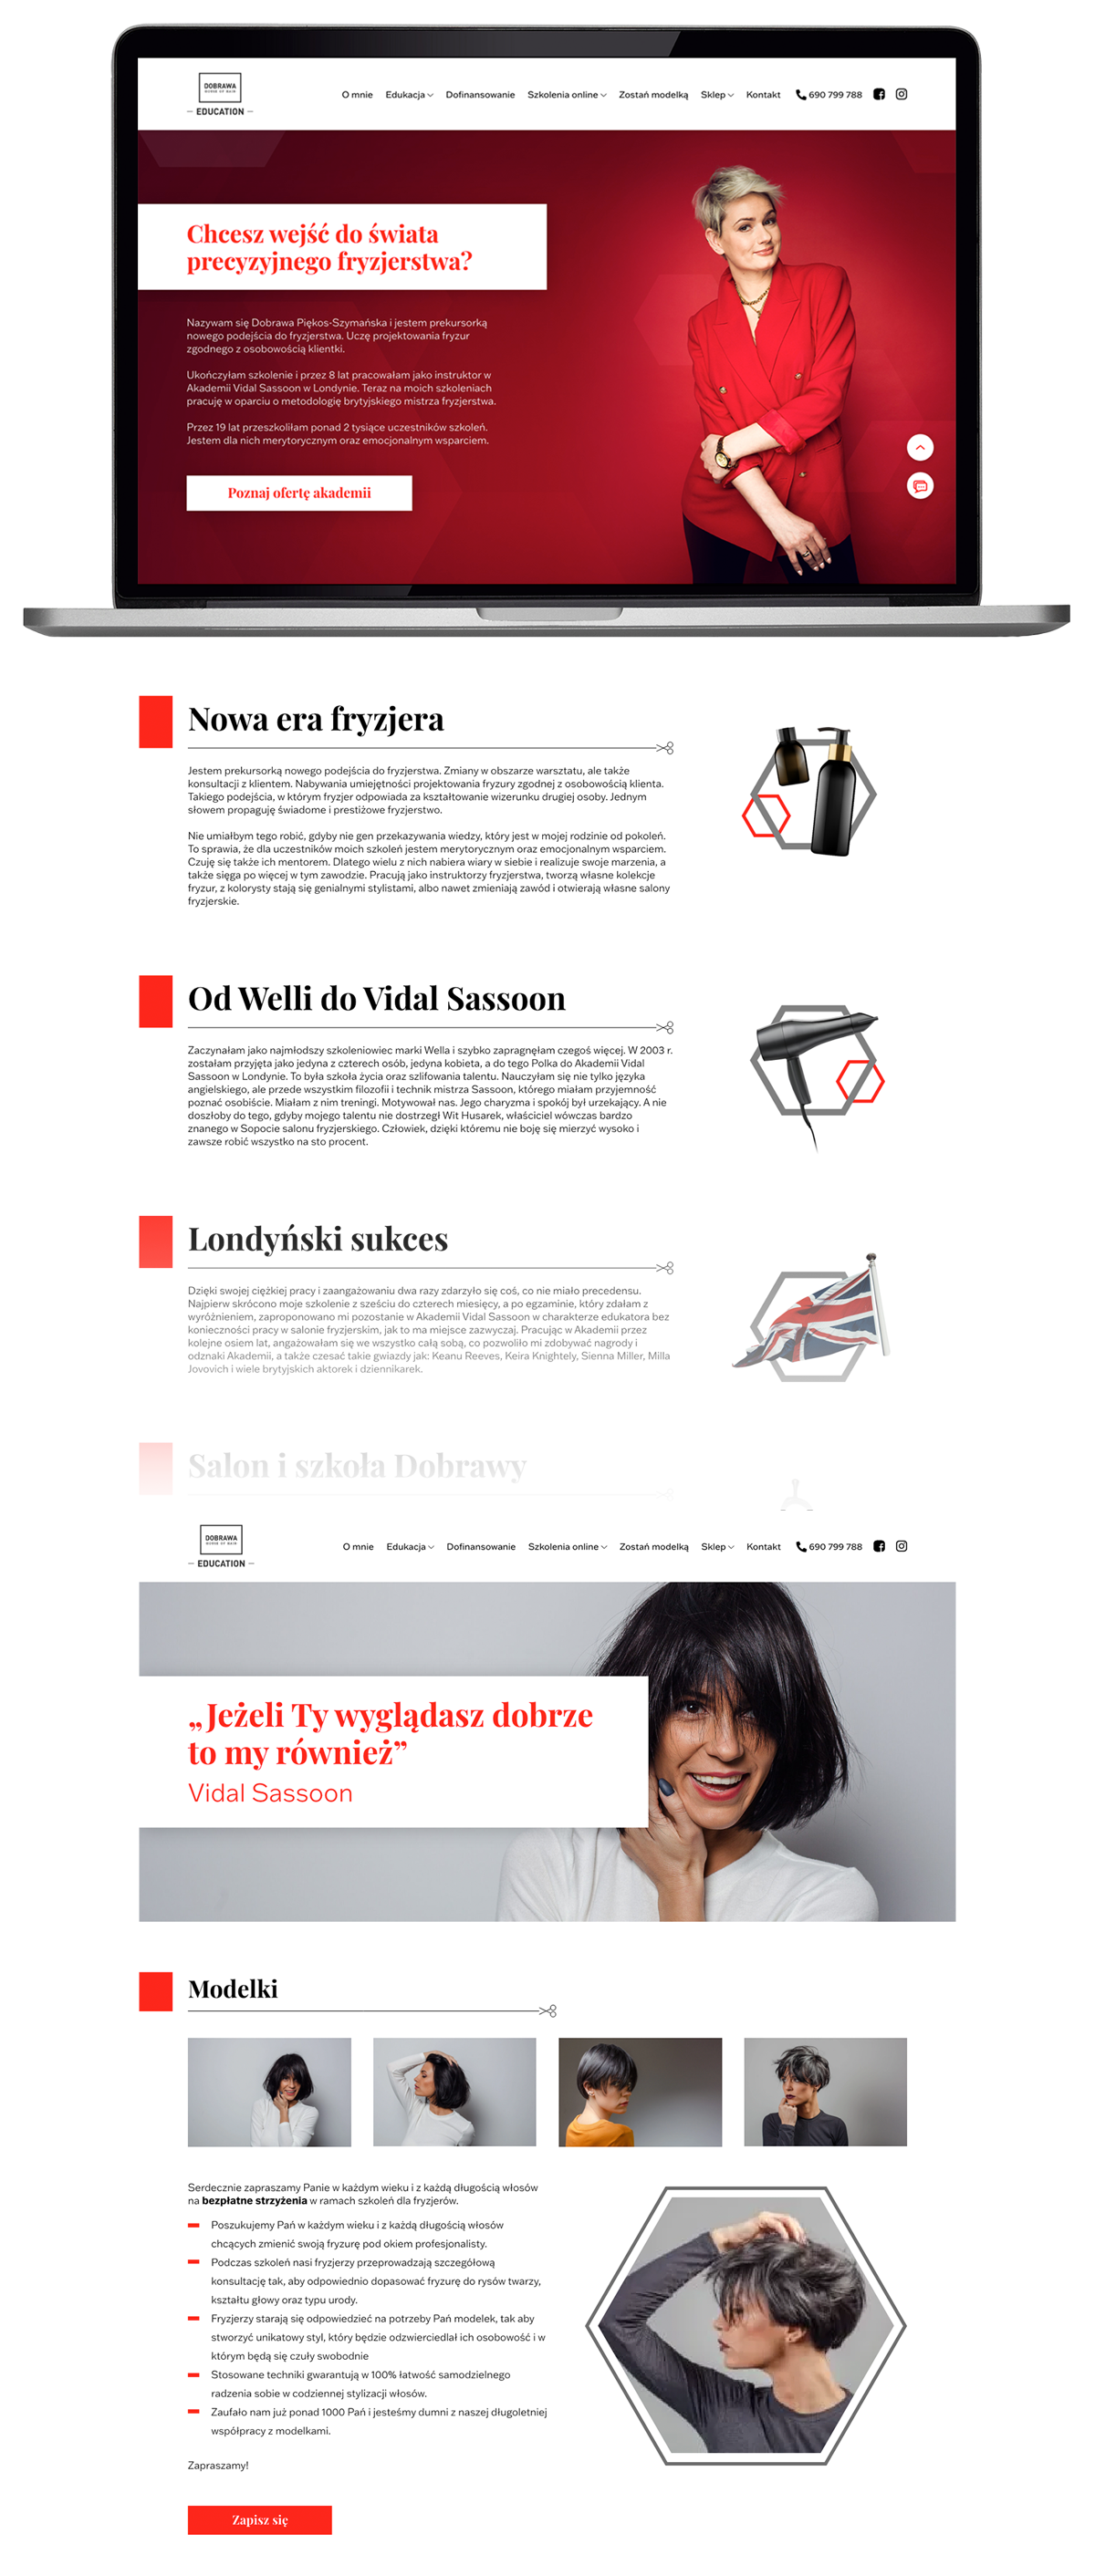 DOBRAWA
HOUSE OF HAIR
EDUCATION
O mnie Edukacja Dofinansowanie Szkolenia online Zostań modelką Sklep Kontakt 690 799 788
Chcesz wejść do świata
precyzyjnego fryzjerstwa?
Nazywam się Dobrawa Piękos-Szymańska i jestem prekursorką
nowego podejścia do fryzjerstwa. Uczę projektowania fryzur
zgodnego z osobowością klientki.
Ukończyłam szkolenie i przez 8 lat pracowałam jako instruktor w
Akademii Vidal Sassoon w Londynie. Teraz na moich szkoleniach
pracuję w oparciu o metodologię brytyjskiego mistrza fryzjerstwa.
Przez 19 lat przeszkoliłam ponad 2 tysiące uczestników szkoleń.
Jestem dla nich merytorycznym oraz emocjonalnym wsparciem.
Poznaj ofertę akademii
Nowa era fryzjera
Jestem prekursorką nowego podejścia do fryzjerstwa. Zmiany w obszarze warsztatu, ale także
konsultacji z klientem. Nabywania umiejętności projektowania fryzury zgodnej z osobowością klienta.
Takiego podejścia, w którym fryzjer odpowiada za kształtowanie wizerunku drugiej osoby. Jednym
słowem propaguję świadome i prestiżowe fryzjerstwo.
Nie umiałbym tego robić, gdyby nie gen przekazywania wiedzy, który jest w mojej rodzinie od pokoleń.
To sprawia, że dla uczestników moich szkoleń jestem merytorycznym oraz emocjonalnym wsparciem.
Czuję się także ich mentorem. Dlatego wielu z nich nabiera wiary w siebie i realizuje swoje marzenia, a
także sięga po więcej w tym zawodzie. Pracują jako instruktorzy fryzjerstwa, tworzą własne kolekcje
fryzur, z kolorysty stają się genialnymi stylistami, albo nawet zmieniają zawód i otwierają własne salony
fryzjerskie.
Od Welli do Vidal Sassoon
Zaczynałam jako najmłodszy szkoleniowiec marki Wella i szybko zapragnęłam czegoś więcej. W 2003 r.
zostałam przyjęta jako jedyna z czterech osób, jedyna kobieta, a do tego Polka do Akademii Vidal
Sassoon w Londynie. To była szkoła życia oraz szlifowania talentu. Nauczyłam się nie tylko języka
angielskiego, ale przede wszystkim filozofii i technik mistrza Sassoon, którego miałam przyjemność
poznać osobiście. Miałam z nim treningi. Motywował nas. Jego charyzma i spokój był urzekający. A nie
doszłoby do tego, gdyby mojego talentu nie dostrzegł Wit Husarek, właściciel wówczas bardzo
znanego w Sopocie salonu fryzjerskiego. Człowiek, dzięki któremu nie boję się mierzyć wysoko i
zawsze robić wszystko na sto procent.
Londyński sukces
Dzięki swojej ciężkiej pracy i zaangażowaniu dwa razy zdarzyło się coś, co nie miało precedensu.
Najpierw skrócono moje szkolenie z sześciu do czterech miesięcy, a po egzaminie, który zdałam z
wyróżnieniem, zaproponowano mi pozostanie w Akademii Vidal Sassoon w charakterze edukatora bez
konieczności pracy w salonie fryzjerskim, jak to ma miejsce zazwyczaj. Pracując w Akademii przez
kolejne osiem lat, angażowałam się we wszystko całą sobą, co pozwoliło mi zdobywać nagrody i
odznaki Akademii, a także czesać takie gwiazdy jak: Keanu Reeves, Keira Knightely, Sienna Miller, Milla
Jovovich i wiele brytyjskich aktorek i dziennikarek.
Salon i szkoła Dobrawy
DOBRAWA
HOUSE OF HAIR
EDUCATION
O mnie Edukacja Dofinansowanie Szkolenia online Zostań modelką Sklep Kontakt 690 799 788
„Jeżeli Ty wyglądasz dobrze
to my również”
Vidal Sassoon
Modelki
Serdecznie zapraszamy Panie w każdym wieku i z każdą długością włosów
na bezpłatne strzyżenia w ramach szkoleń dla fryzjerów.
Poszukujemy Pań w każdym wieku i z każdą długością włosów
chcących zmienić swoją fryzurę pod okiem profesjonalisty.
Podczas szkoleń nasi fryzjerzy przeprowadzają szczegółową
konsultację tak, aby odpowiednio dopasować fryzurę do rysów twarzy,
kształtu głowy oraz typu urody.
Fryzjerzy starają się odpowiedzieć na potrzeby Pań modelek, tak aby
stworzyć unikatowy styl, który będzie odzwierciedlał ich osobowość i w
którym będą się czuły swobodnie
Stosowane techniki gwarantują w 100% łatwość samodzielnego
radzenia sobie w codziennej stylizacji włosów.
Zaufało nam już ponad 1000 Pań i jesteśmy dumni z naszej długoletniej
współpracy z modelkami.
Zapraszamy!
Zapisz się